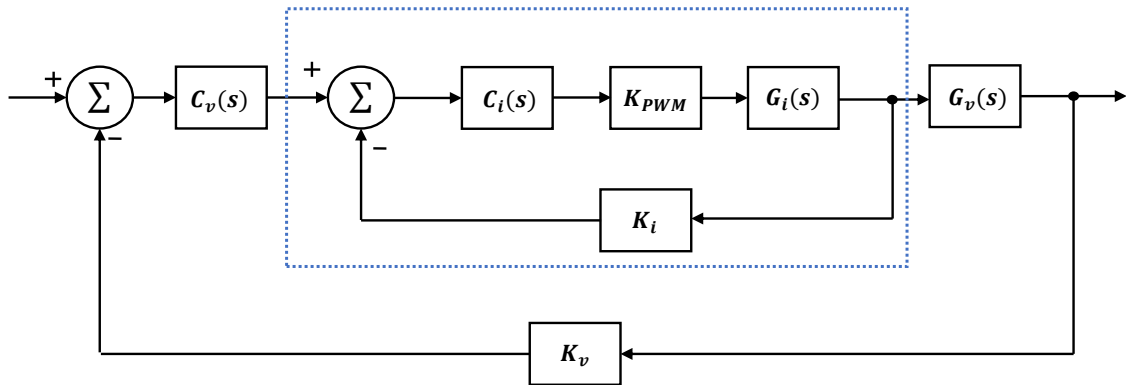 + Σ C_v(s) + Σ C_i(s) K_PWM G_i(s) G_v(s)
− −
K_i
K_v